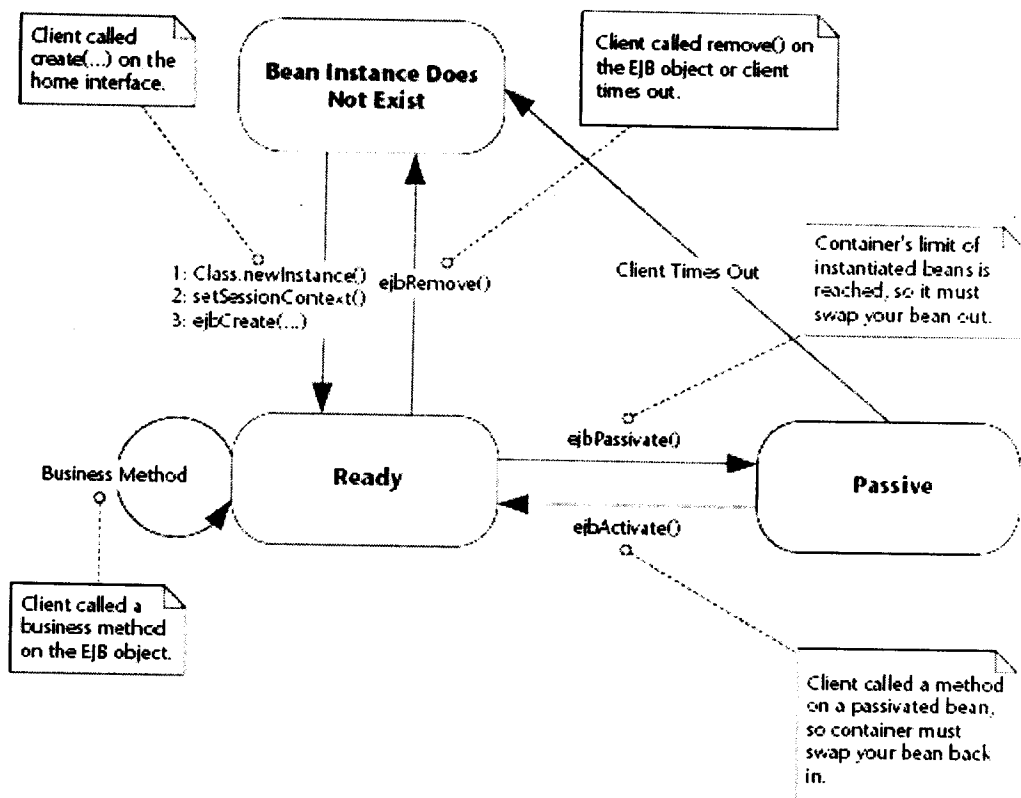 Client called
create(...) on the
home interface.
Bean Instance Does
Not Exist
Client called remove() on
the EJB object or client
times out.
1: Class.newInstance()
2: setSessionContext()
3: ejbCreate(...)
ejbRemove()
Client Times Out
Container's limit of
instantiated beans is
reached, so it must
swap your bean out.
Business Method
Ready
ejbPassivate()
ejbActivate()
Passive
Client called a
business method
on the EJB object.
Client called a method
on a passivated bean,
so container must
swap your bean back
in.